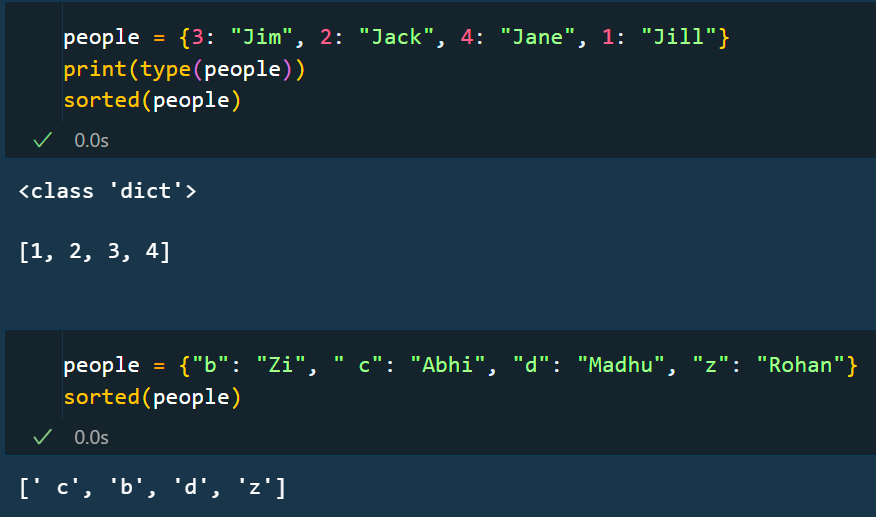 people = {3: "Jim", 2: "Jack", 4: "Jane", 1: "Jill"}
print(type(people))
sorted(people)
0.0s
<class 'dict'>
[1, 2, 3, 4]
people = {"b": "Zi", " c": "Abhi", "d": "Madhu", "z": "Rohan"}
sorted(people)
0.0s
[' c', 'b', 'd', 'z']